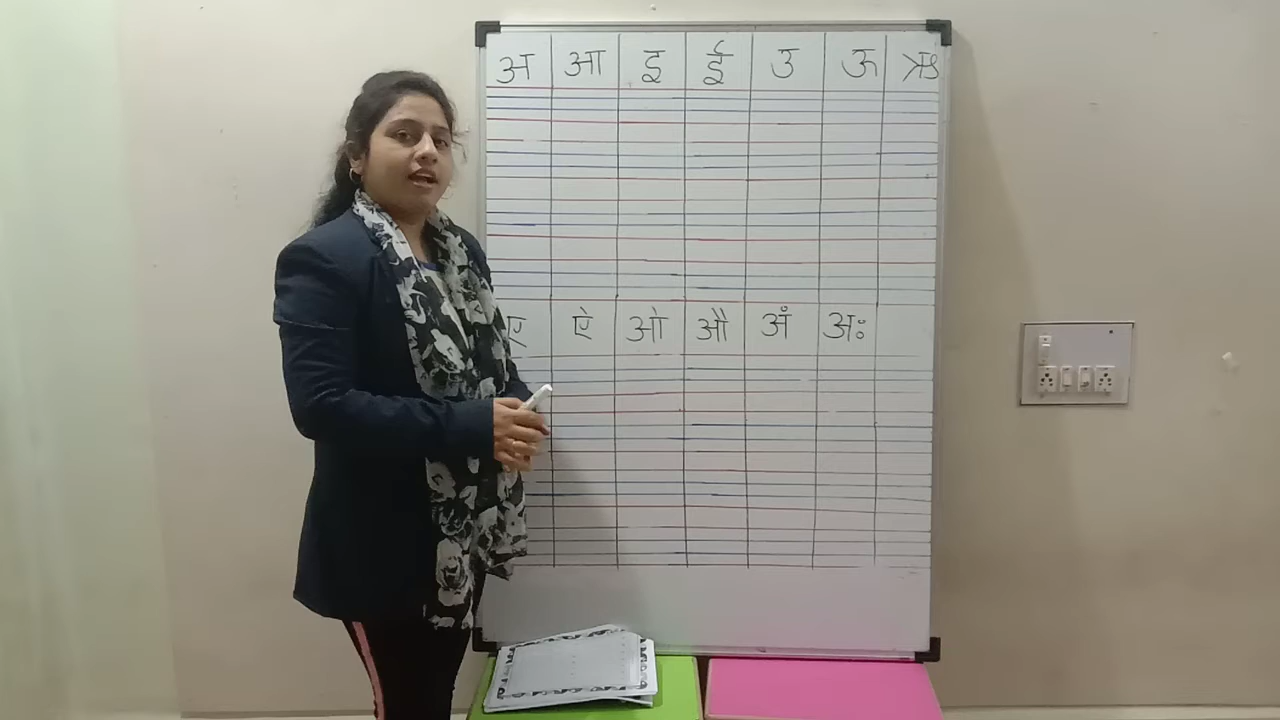 अ आ इ ई उ ऊ ऋ
ए ऐ ओ औ अं अः